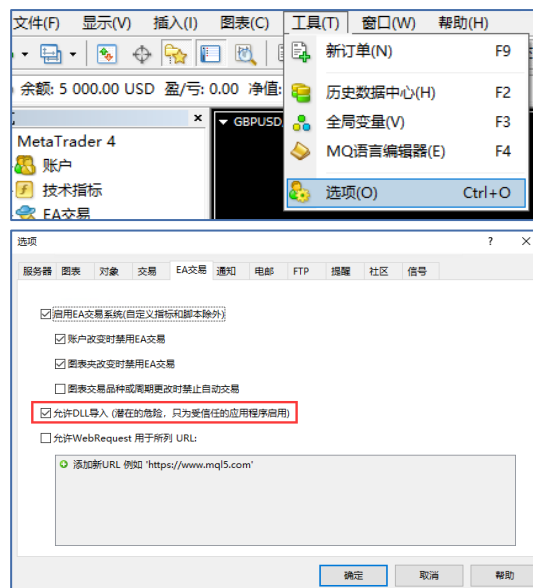 文件(F) 显示(V) 插入(I) 图表(C) 工具(T) 窗口(W) 帮助(H)
新订单(N) F9
余额: 5 000.00 USD 盈/亏: 0.00 净值:
历史数据中心(H) F2
GBPUSD
全局变量(V) F3
MetaTrader 4
MQ语言编辑器(E) F4
账户
技术指标
选项(O) Ctrl+O
EA交易
选项
服务器 图表 对象 交易 EA交易 通知 电邮 FTP 提醒 社区 信号
启用EA交易系统(自定义指标和脚本除外)
账户改变时禁用EA交易
图表夹改变时禁用EA交易
图表交易品种或周期更改时禁止自动交易
允许DLL导入 (潜在的危险，只为受信任的应用程序启用)
允许WebRequest 用于所列 URL:
添加新URL 例如 'https://www.mql5.com'
确定 取消 帮助